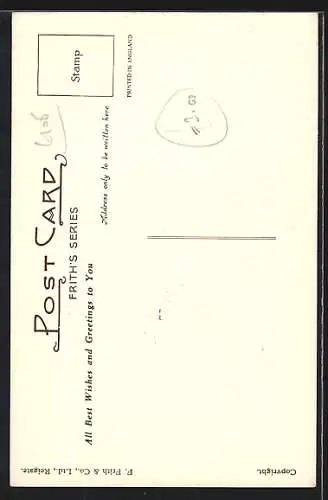 POST CARD
FRITH'S SERIES
All Best Wishes and Greetings to You
Address only to be written here
Stamp
PRINTED IN ENGLAND
F. Frith & Co., Ltd., Reigate.
Copyright.